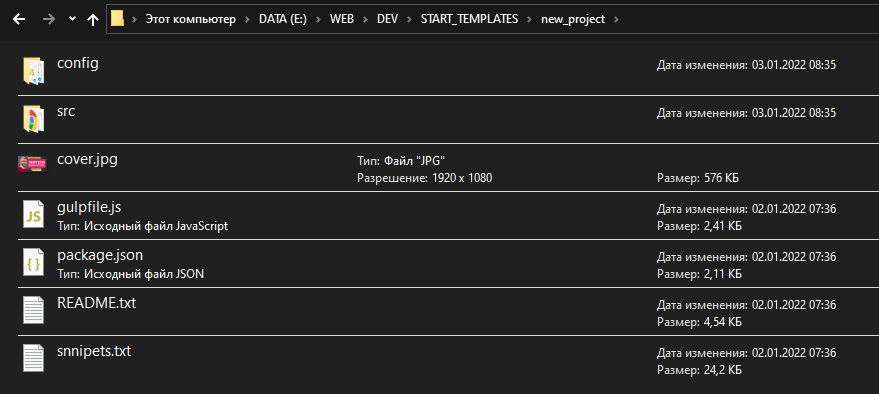 Этот компьютер > DATA (E:) > WEB > DEV > START_TEMPLATES > new_project >
config
Дата изменения: 03.01.2022 08:35
src
Дата изменения: 03.01.2022 08:35
cover.jpg
Тип: Файл "JPG"
Разрешение: 1920 x 1080
Размер: 576 КБ
gulpfile.js
Тип: Исходный файл JavaScript
Дата изменения: 02.01.2022 07:36
Размер: 2,41 КБ
package.json
Тип: Исходный файл JSON
Дата изменения: 02.01.2022 07:36
Размер: 2,11 КБ
README.txt
Дата изменения: 02.01.2022 07:36
Размер: 4,54 КБ
snnipets.txt
Дата изменения: 02.01.2022 07:36
Размер: 24,2 КБ